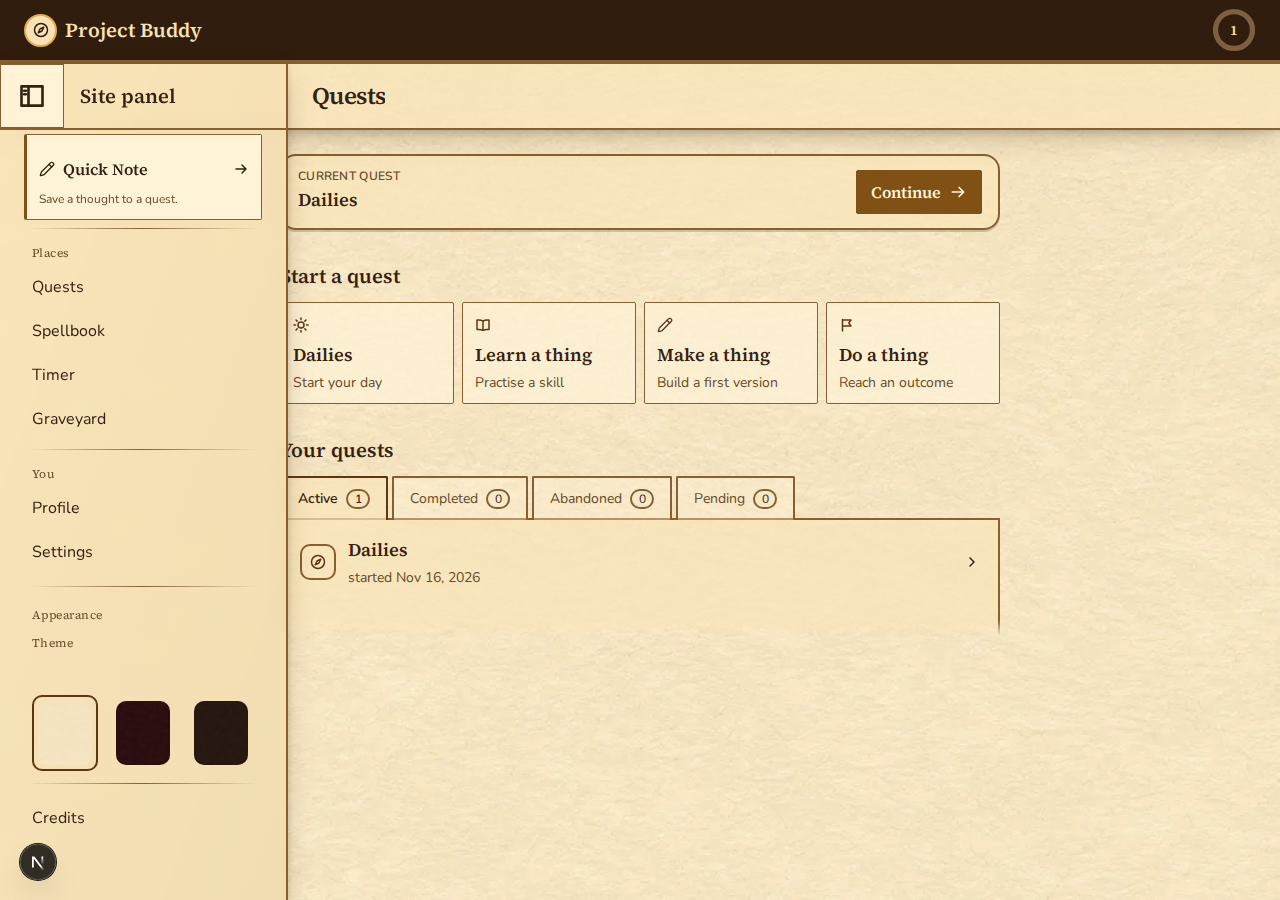 Project Buddy
1
Site panel
Quests
Quick Note
Save a thought to a quest.
Places
Quests
Spellbook
Timer
Graveyard
You
Profile
Settings
Appearance
Theme
Credits
N
CURRENT QUEST
Dailies
Continue
Start a quest
Dailies
Start your day
Learn a thing
Practise a skill
Make a thing
Build a first version
Do a thing
Reach an outcome
Your quests
Active 1
Completed 0
Abandoned 0
Pending 0
Dailies
started Nov 16, 2026